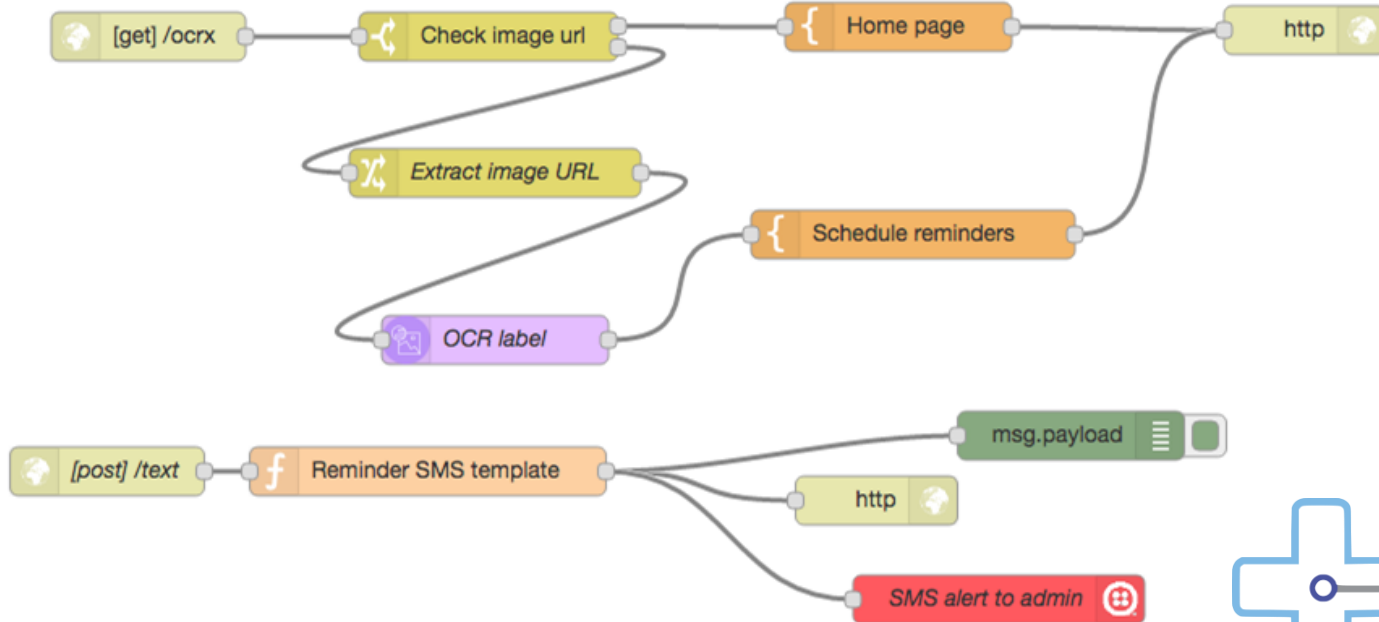 [get] /ocrx
Check image url
Home page
http
Extract image URL
Schedule reminders
OCR label
msg.payload
[post] /text
Reminder SMS template
http
SMS alert to admin